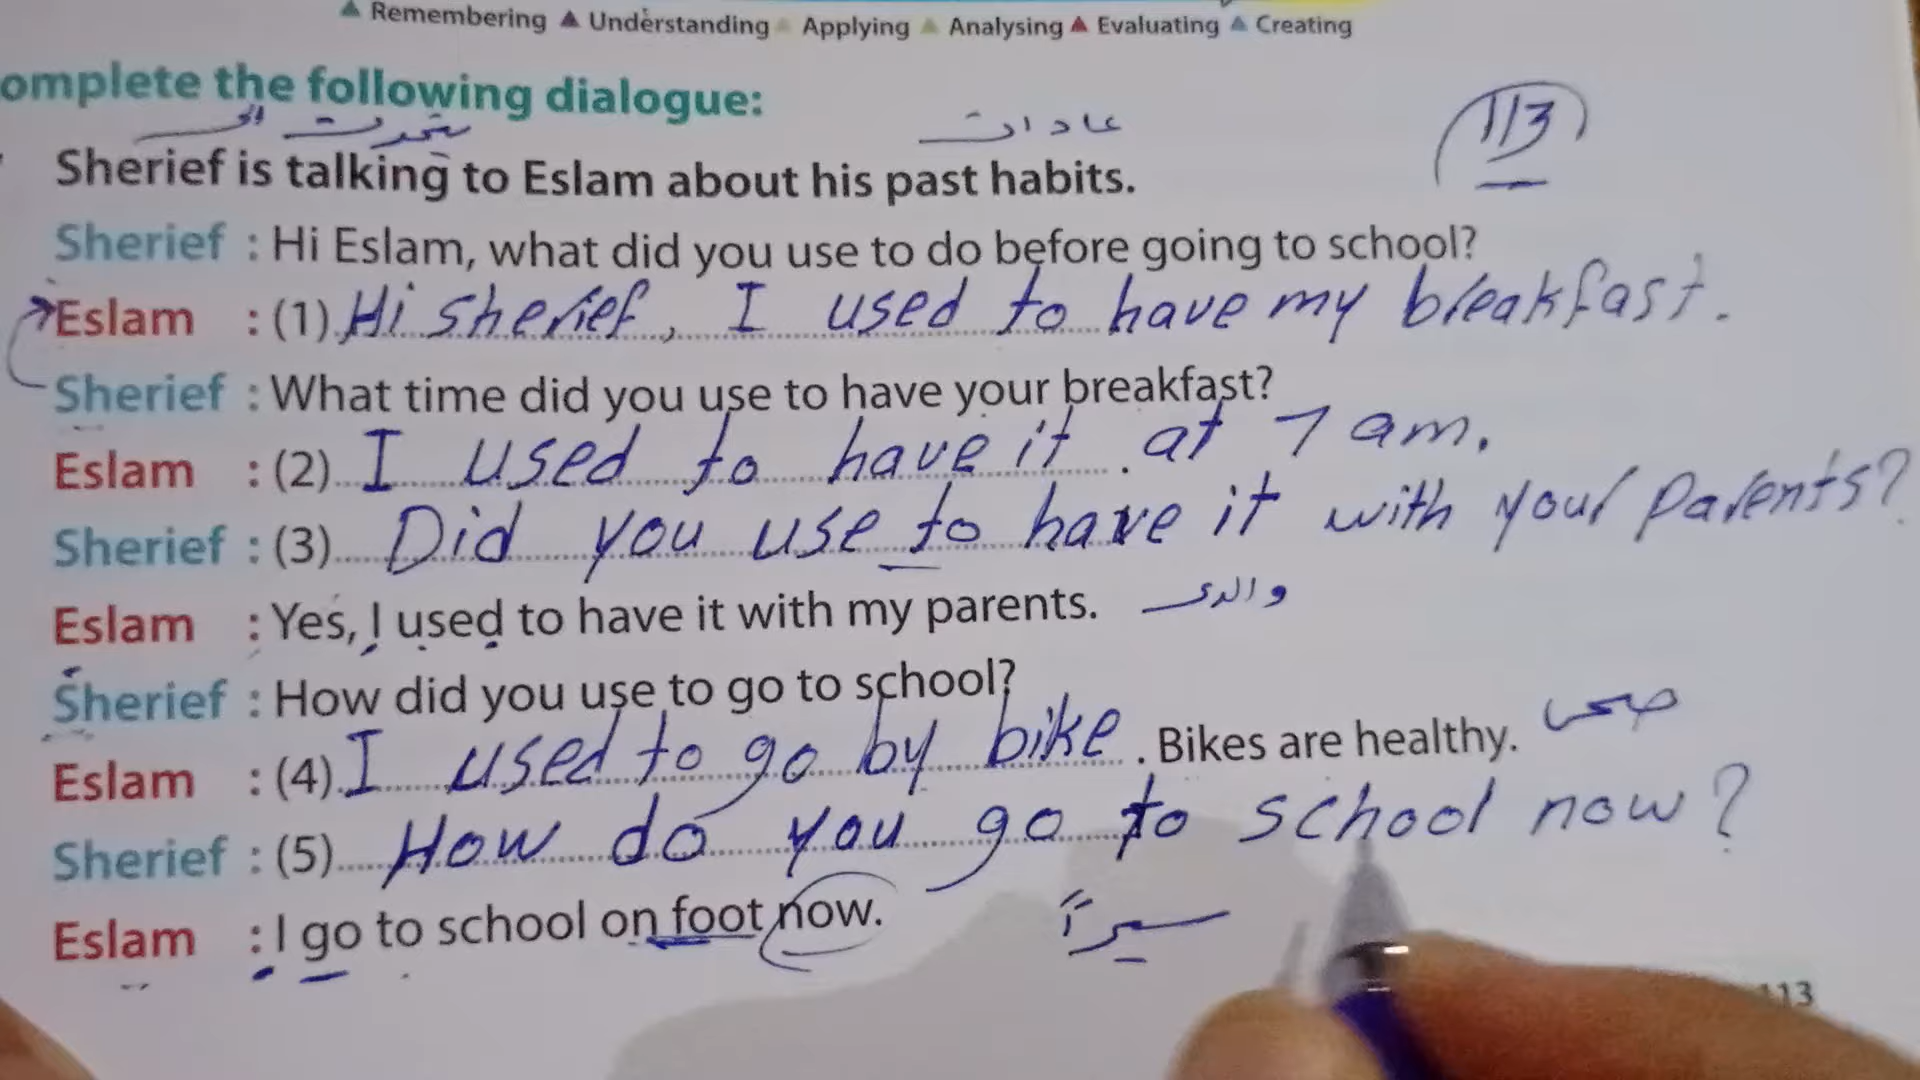 ▲ Remembering ▲ Understanding ▲ Applying ▲ Analysing ▲ Evaluating ▲ Creating
omplete the following dialogue:
عادات
113
Sherief is talking to Eslam about his past habits.
Sherief : Hi Eslam, what did you use to do before going to school?
Eslam : (1) Hi sherief, I used to have my breakfast.
Sherief : What time did you use to have your breakfast?
Eslam : (2) I used to have it . at 7 am.
Sherief : (3) Did you use to have it with your parents?
Eslam : Yes, I used to have it with my parents. والدى
Sherief : How did you use to go to school?
Eslam : (4) I used to go by bike . Bikes are healthy. صحى
Sherief : (5) How do you go to school now?
Eslam : I go to school on foot now. سيراً
113